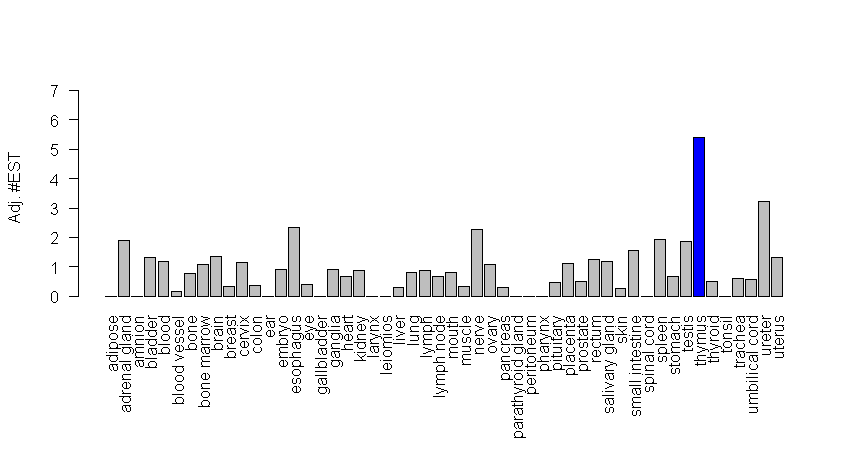 7
6
5
4
3
2
1
0
Adj. #EST
adipose
adrenal gland
amnion
bladder
blood
blood vessel
bone
bone marrow
brain
breast
cervix
colon
ear
embryo
esophagus
eye
gallbladder
ganglia
heart
kidney
larynx
leiomios
liver
lung
lymph
lymph node
mouth
muscle
nerve
ovary
pancreas
parathyroid gland
peritoneum
pharynx
pituitary
placenta
prostate
rectum
salivary gland
skin
small intestine
spinal cord
spleen
stomach
testis
thymus
thyroid
tonsil
trachea
umbilical cord
ureter
uterus